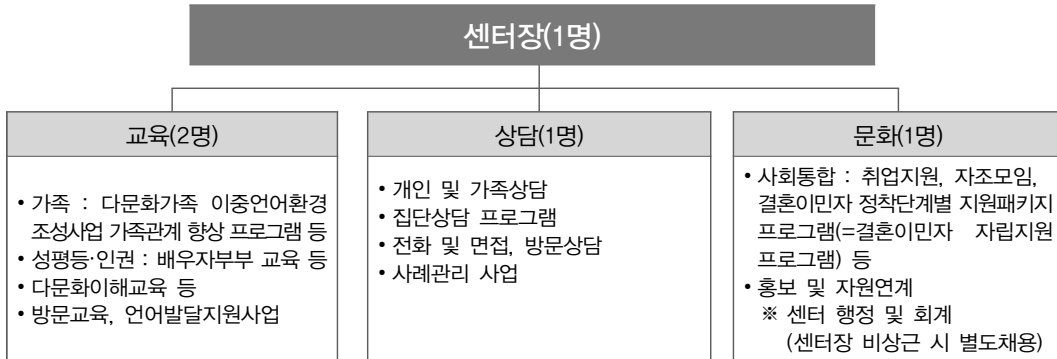 센터장(1명)
교육(2명)
• 가족 : 다문화가족 이중언어환경
조성사업 가족관계 향상 프로그램 등
• 성평등·인권 : 배우자부부 교육 등
• 다문화이해교육 등
• 방문교육, 언어발달지원사업
상담(1명)
• 개인 및 가족상담
• 집단상담 프로그램
• 전화 및 면접, 방문상담
• 사례관리 사업
문화(1명)
• 사회통합 : 취업지원, 자조모임,
결혼이민자 정착단계별 지원패키지
프로그램(=결혼이민자 자립지원
프로그램) 등
• 홍보 및 자원연계
※ 센터 행정 및 회계
(센터장 비상근 시 별도채용)